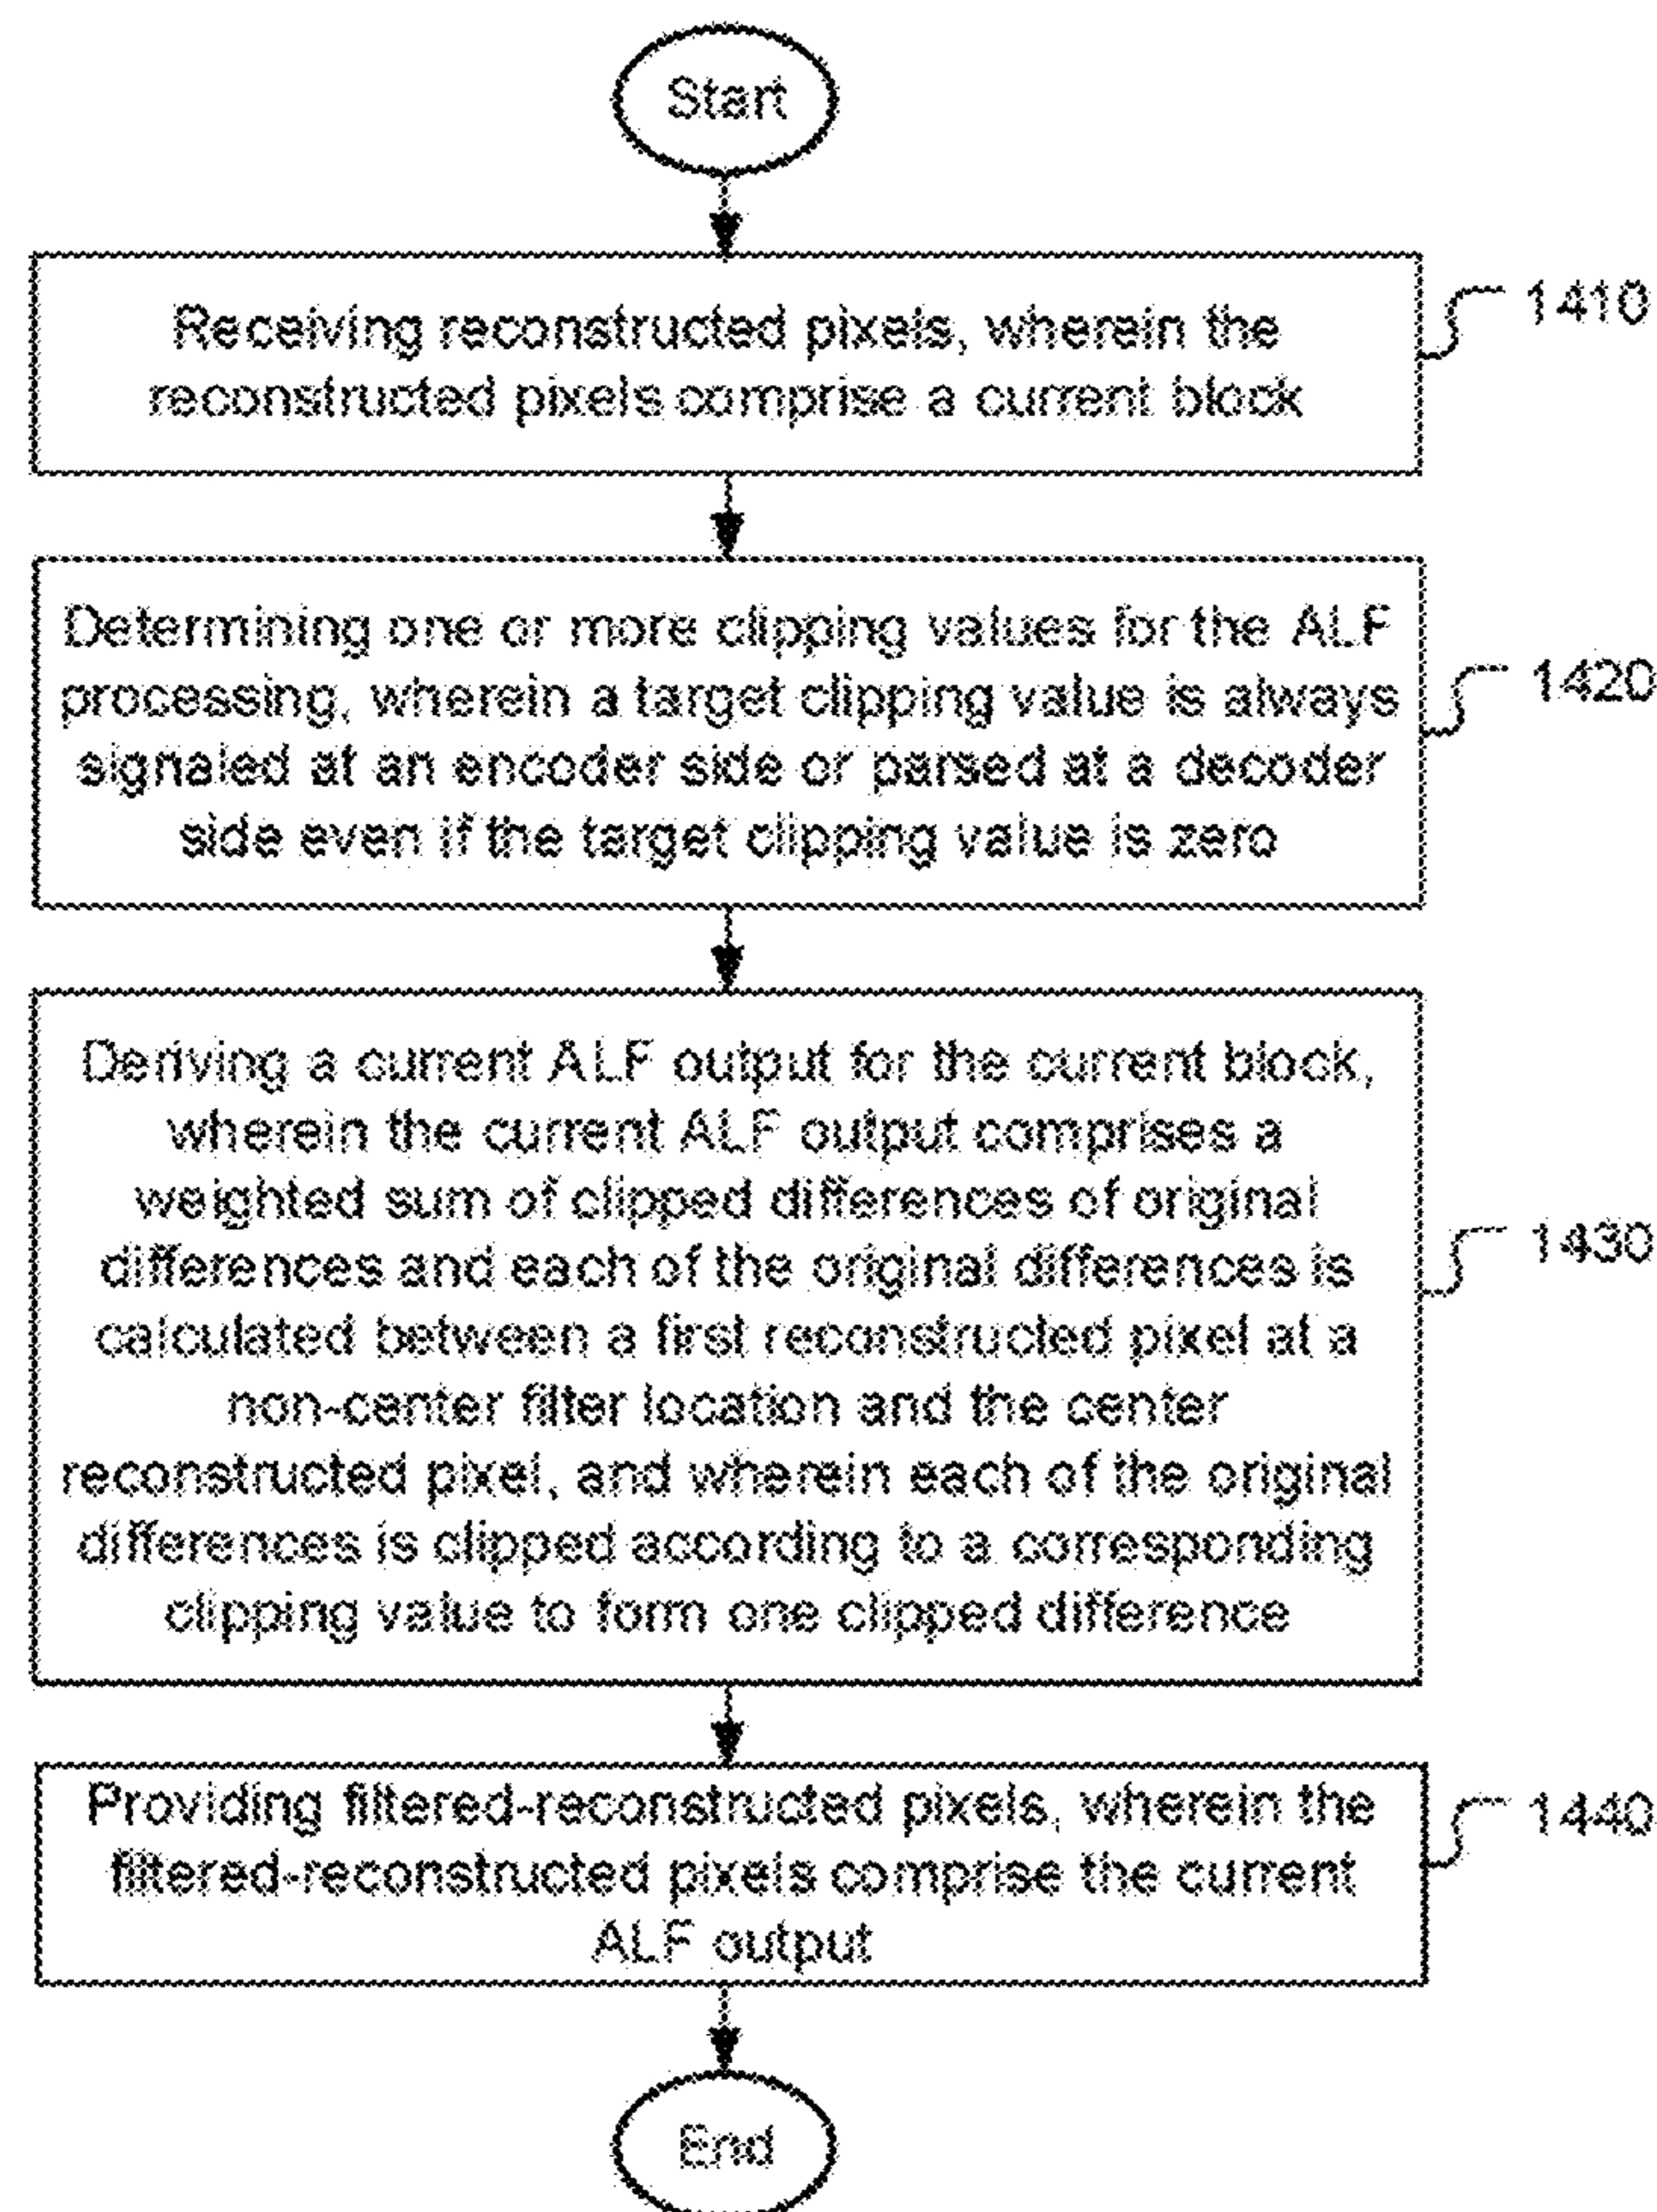 Start
Receiving reconstructed pixels, wherein the
reconstructed pixels comprise a current block
1410
Determining one or more clipping values for the ALF
processing, wherein a target clipping value is always
signaled at an encoder side or parsed at a decoder
side even if the target clipping value is zero
1420
Deriving a current ALF output for the current block,
wherein the current ALF output comprises a
weighted sum of clipped differences of original
differences and each of the original differences is
calculated between a first reconstructed pixel at a
non-center filter location and the center
reconstructed pixel, and wherein each of the original
differences is clipped according to a corresponding
clipping value to form one clipped difference
1430
Providing filtered-reconstructed pixels, wherein the
filtered-reconstructed pixels comprise the current
ALF output
1440
End